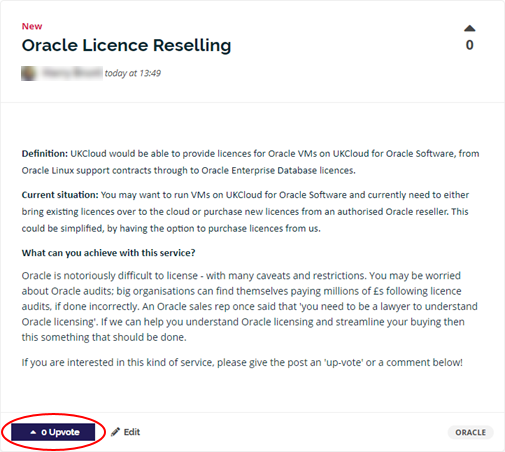 New
Oracle Licence Reselling
0
today at 13:49
Definition: UKCloud would be able to provide licences for Oracle VMs on UKCloud for Oracle Software, from
Oracle Linux support contracts through to Oracle Enterprise Database licences.
Current situation: You may want to run VMs on UKCloud for Oracle Software and currently need to either
bring existing licences over to the cloud or purchase new licences from an authorised Oracle reseller. This
could be simplified, by having the option to purchase licences from us.
What can you achieve with this service?
Oracle is notoriously difficult to license - with many caveats and restrictions. You may be worried
about Oracle audits; big organisations can find themselves paying millions of £s following licence
audits, if done incorrectly. An Oracle sales rep once said that 'you need to be a lawyer to understand
Oracle licensing'. If we can help you understand Oracle licensing and streamline your buying then
this something that should be done.
If you are interested in this kind of service, please give the post an 'up-vote' or a comment below!
0 Upvote
Edit
ORACLE